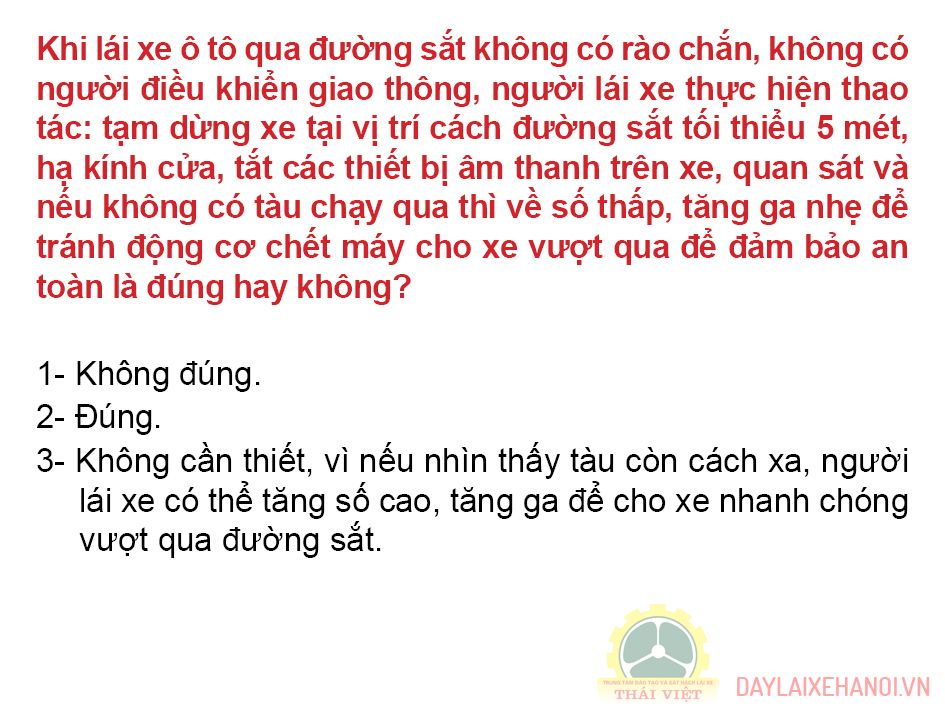 Khi lái xe ô tô qua đường sắt không có rào chắn, không có
người điều khiển giao thông, người lái xe thực hiện thao
tác: tạm dừng xe tại vị trí cách đường sắt tối thiểu 5 mét,
hạ kính cửa, tắt các thiết bị âm thanh trên xe, quan sát và
nếu không có tàu chạy qua thì về số thấp, tăng ga nhẹ để
tránh động cơ chết máy cho xe vượt qua để đảm bảo an
toàn là đúng hay không?
1- Không đúng.
2- Đúng.
3- Không cần thiết, vì nếu nhìn thấy tàu còn cách xa, người
lái xe có thể tăng số cao, tăng ga để cho xe nhanh chóng
vượt qua đường sắt.
TRUNG TÂM ĐÀO TẠO VÀ SÁT HẠCH LÁI XE
THÁI VIỆT
DAYLAIXEHANOI.VN